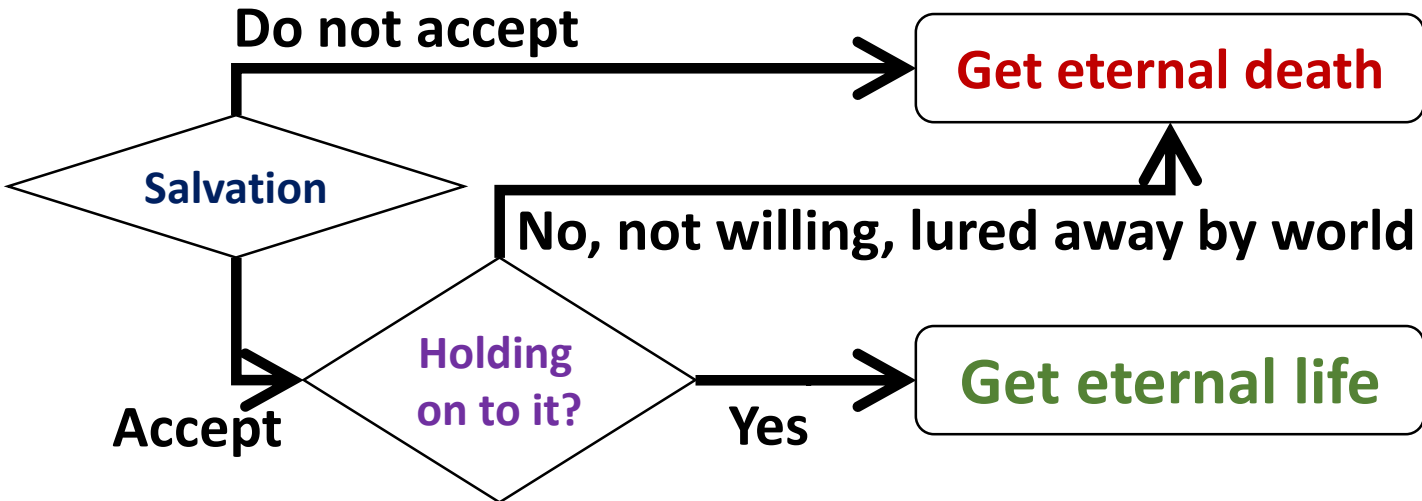 Do not accept
Get eternal death
Salvation
No, not willing, lured away by world
Holding
on to it?
Get eternal life
Accept
Yes